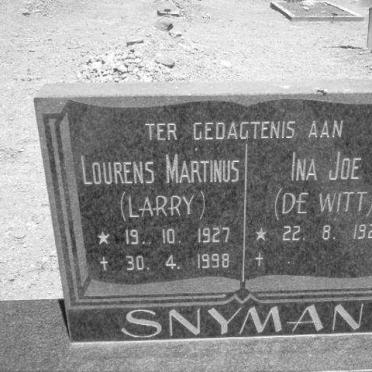 TER GEDAGTENIS AAN
LOURENS MARTINUS
(LARRY)
★ 19. 10. 1927
✝ 30. 4. 1998
INA JOE
(DE WITT)
★ 22. 8. 192
✝ .
SNYMAN